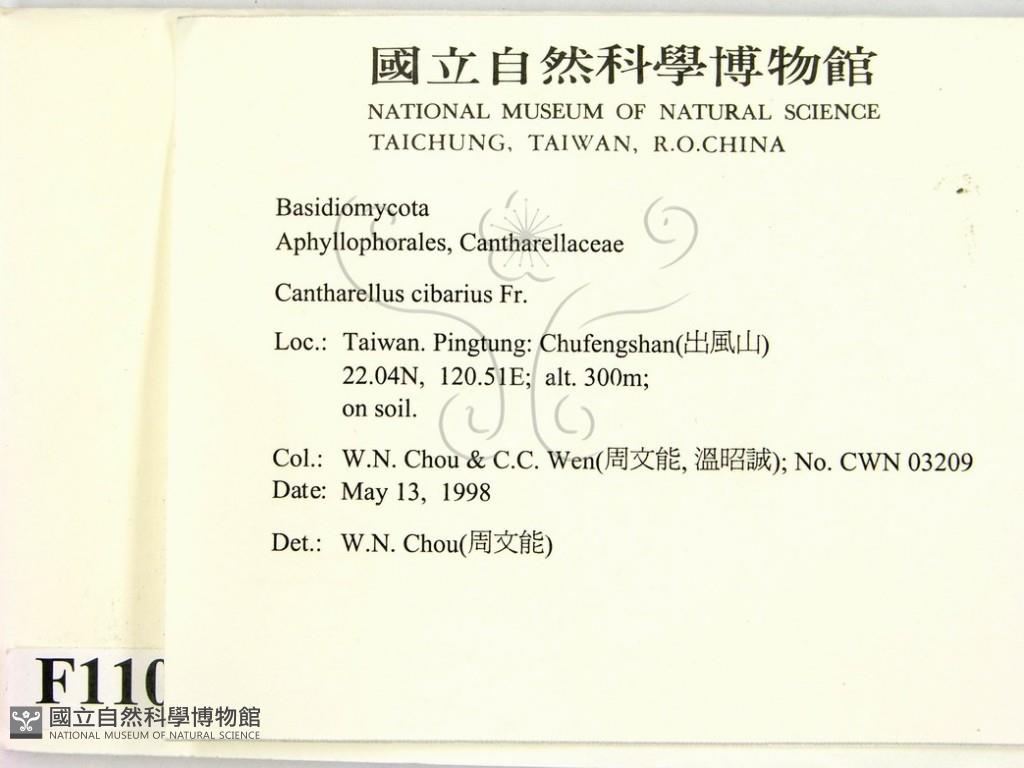 國立自然科學博物館
NATIONAL MUSEUM OF NATURAL SCIENCE
TAICHUNG, TAIWAN, R.O.CHINA
Basidiomycota
Aphyllophorales, Cantharellaceae
Cantharellus cibarius Fr.
Loc.: Taiwan. Pingtung: Chufengshan(出風山)
22.04N, 120.51E; alt. 300m;
on soil.
Col.: W.N. Chou & C.C. Wen(周文能, 溫昭誠); No. CWN 03209
Date: May 13, 1998
Det.: W.N. Chou(周文能)
F110
國立自然科學博物館
NATIONAL MUSEUM OF NATURAL SCIENCE